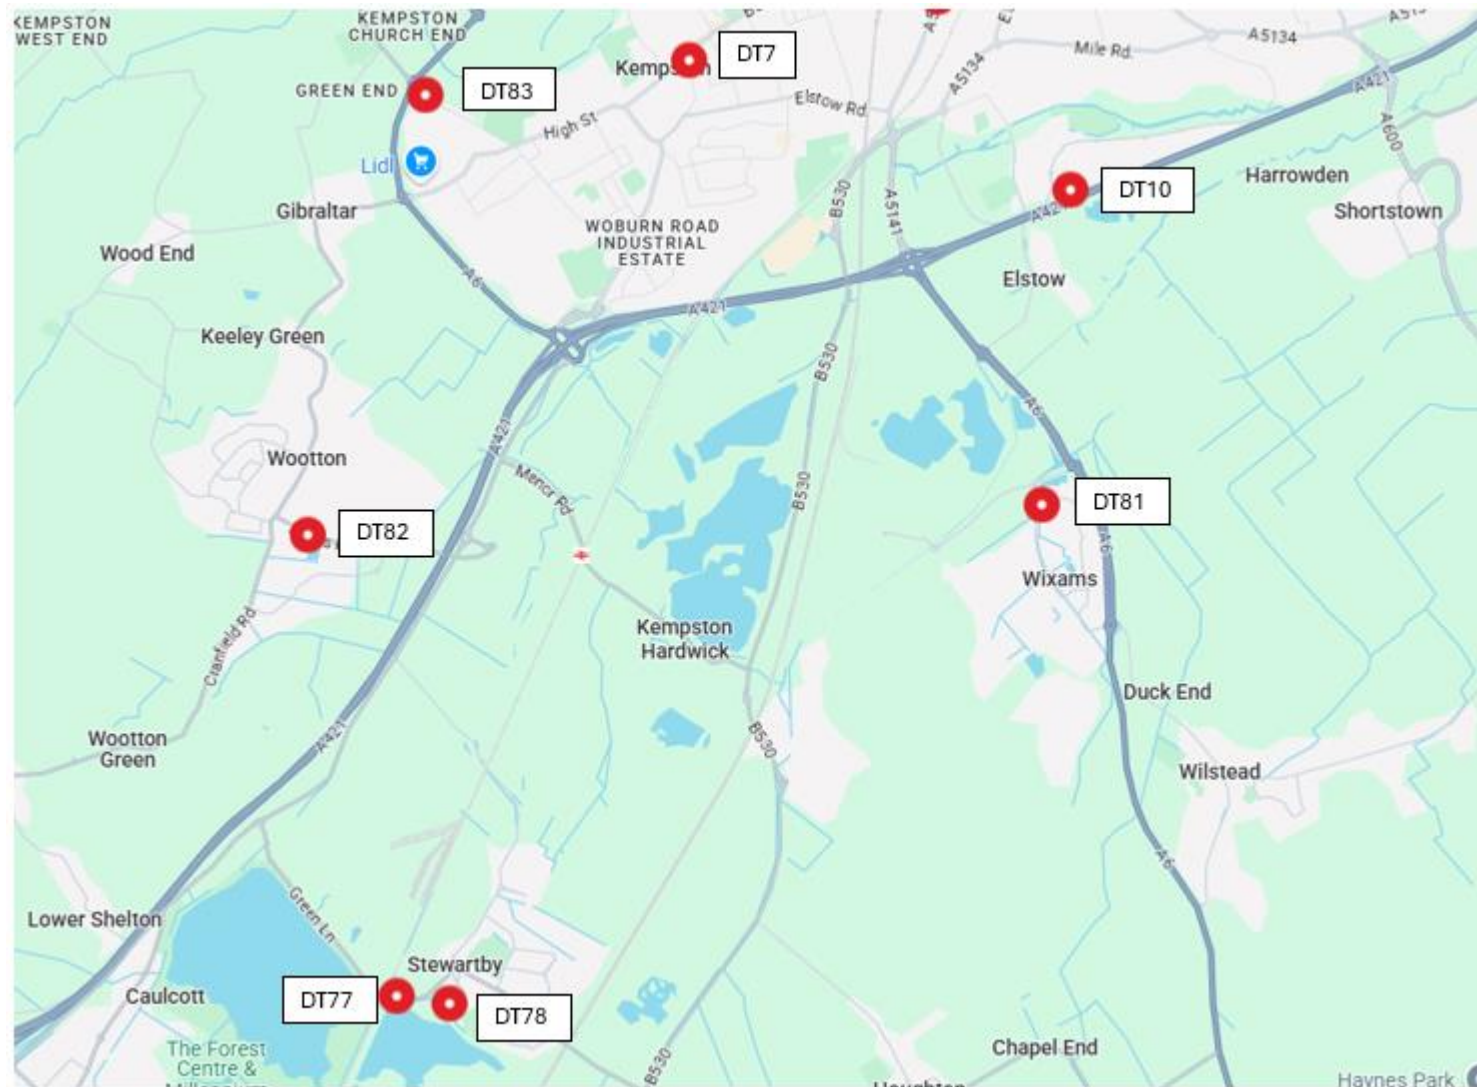 KEMPSTON
WEST END
KEMPSTON
CHURCH END
A5134
Mile Rd.
Kempston
DT7
GREEN END
DT83
A5134
A421
Elstow Rd
High St
A600
Lidl
Harrowden
DT10
B530
A5141
A421
Gibraltar
Shortstown
WOBURN ROAD
INDUSTRIAL
ESTATE
Wood End
A6
Elstow
A421
Keeley Green
B530
A6
A421
Wootton
Manor Rd
B530
DT81
DT82
A6
Wixams
Kempston
Hardwick
Cranfield Rd
Duck End
A421
B530
Wootton
Green
Wilstead
A6
Green Ln
Lower Shelton
Stewartby
DT77
Caulcott
DT78
The Forest
Centre &
Chapel End
B530
Haynes Park